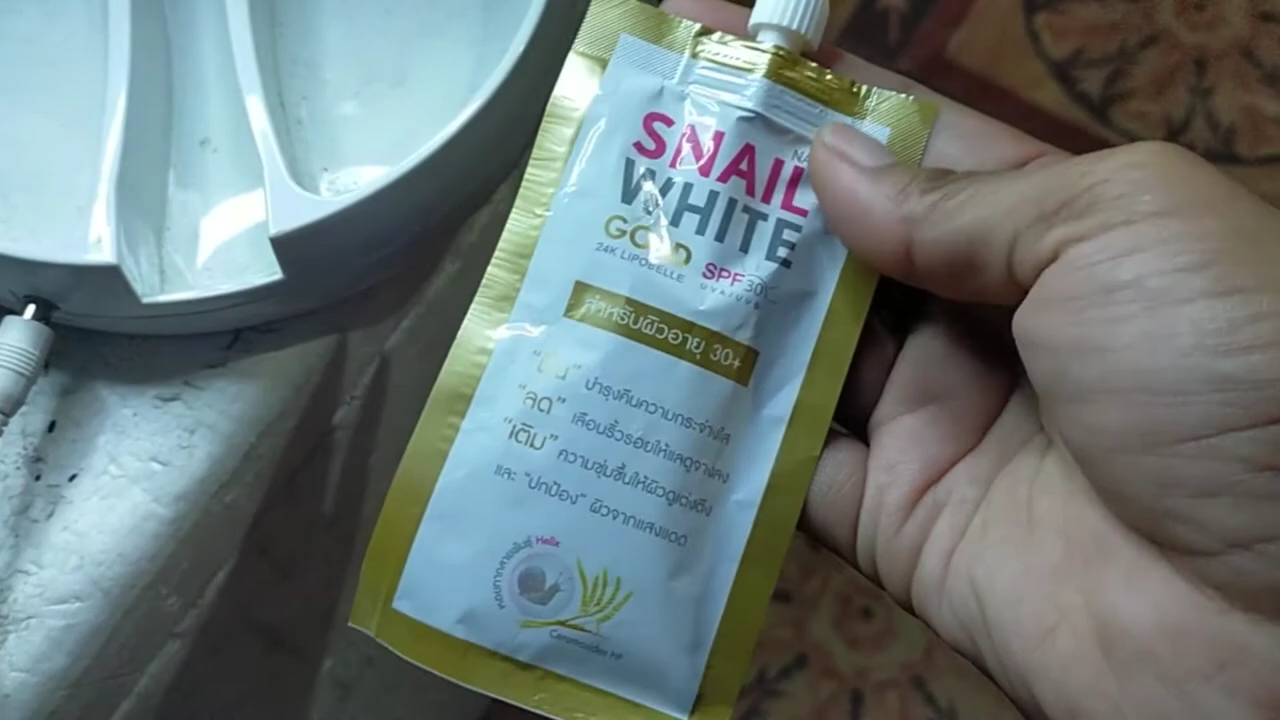 SNAIL
WHITE
GOLD
24K LIPOBELLE
SPF30
UVA/UVB
สำหรับผิวอายุ 30+
บำรุงคืนความกระจ่างใส
"ลด" เลือนริ้วรอยให้แลดูจางลง
"เติม" ความชุ่มชื้นให้ผิวดูเต่งตึง
และ "ปกป้อง" ผิวจากแสงแดด
Helix
Ceramosides HP